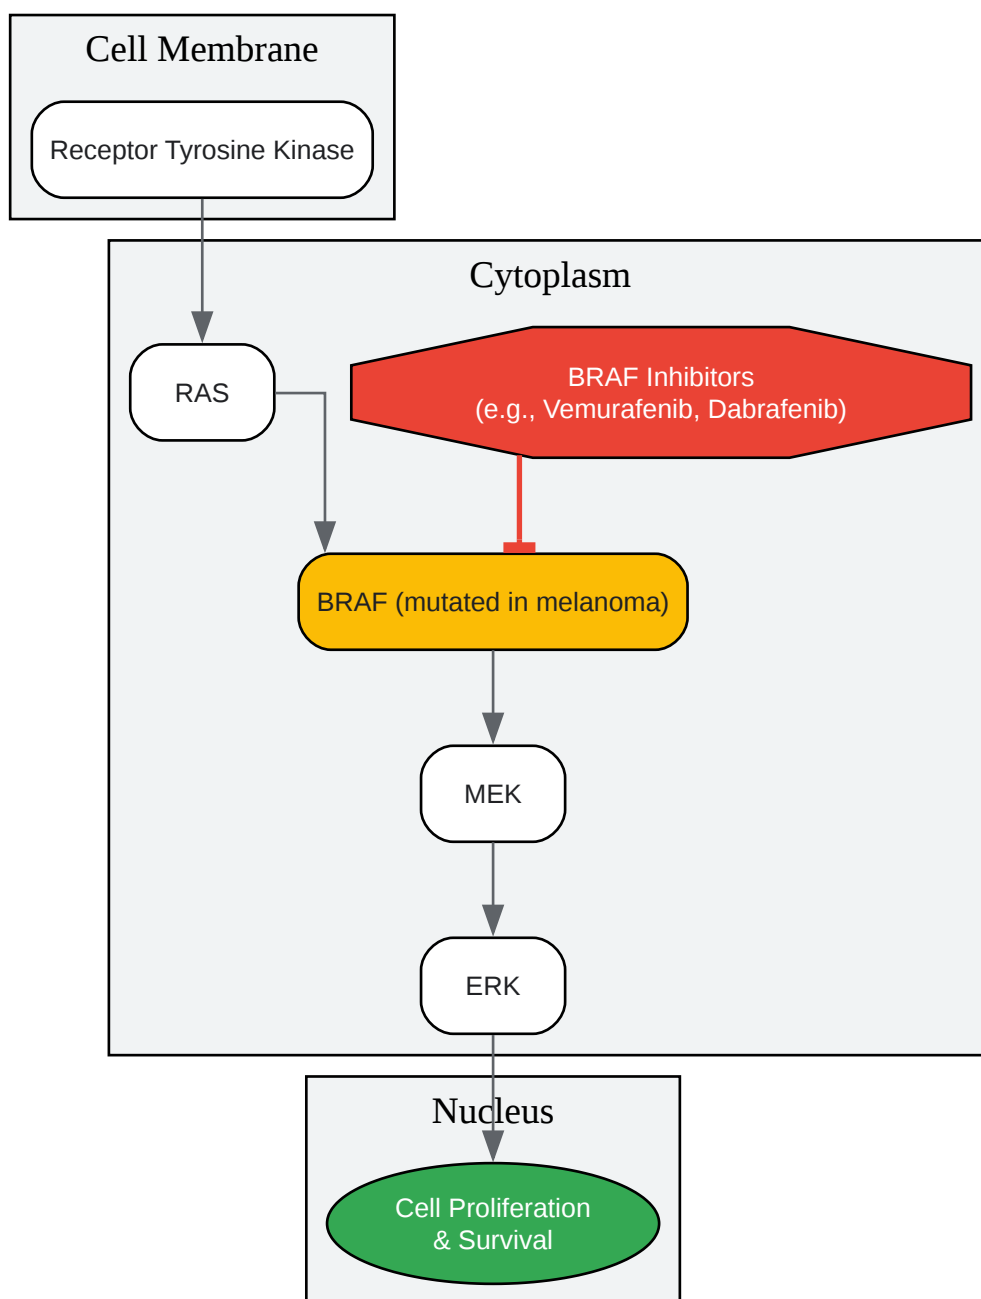 Cell Membrane
Receptor Tyrosine Kinase
Cytoplasm
RAS
BRAF Inhibitors
(e.g., Vemurafenib, Dabrafenib)
BRAF (mutated in melanoma)
MEK
ERK
Nucleus
Cell Proliferation
& Survival